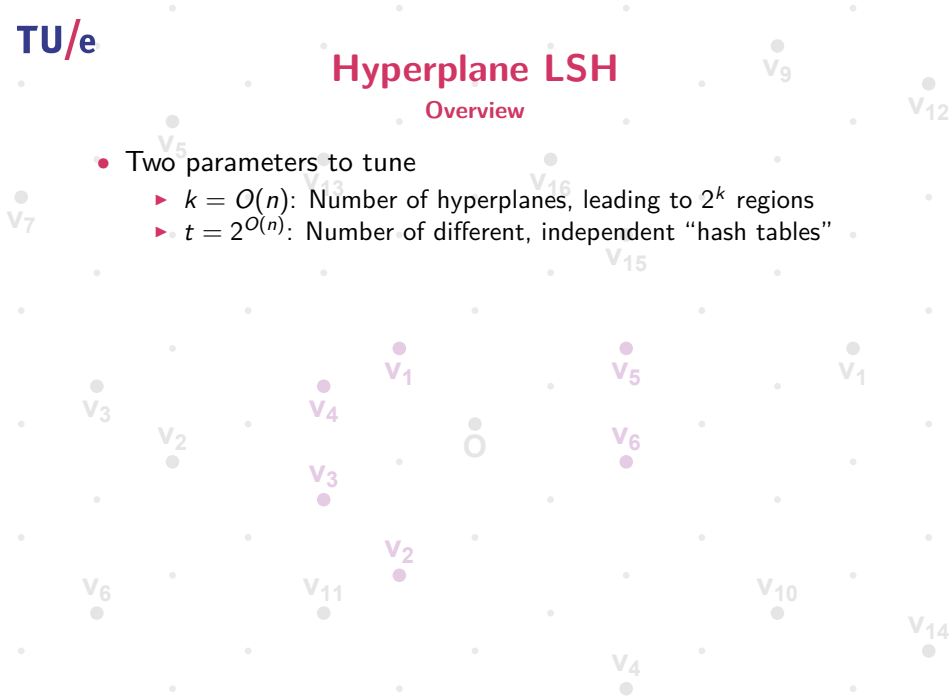 TU/e
Hyperplane LSH
Overview
v9
v12
v5
• Two parameters to tune
v13
v16
▶ k = O(n): Number of hyperplanes, leading to 2^k regions
v7
▶ t = 2^O(n): Number of different, independent “hash tables”
v15
v1
v5
v1
v3
v4
v2
O
v6
v3
v2
v6
v11
v10
v14
v4